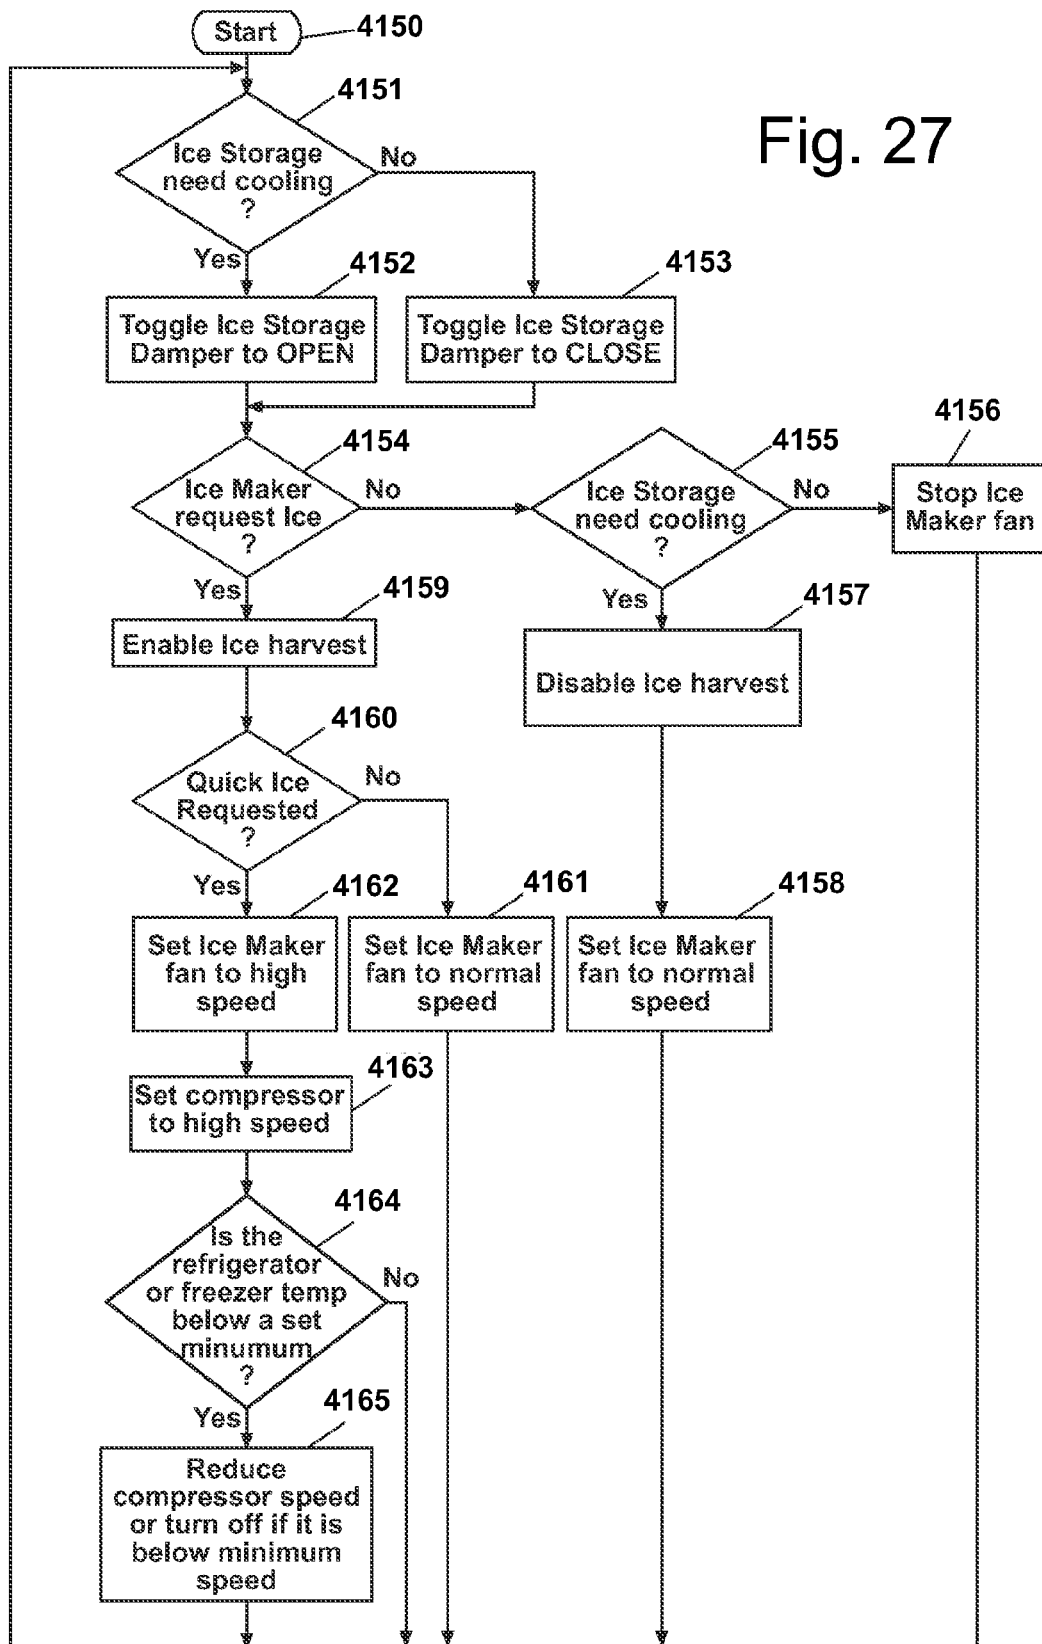 Start
4150
4151
Fig. 27
Ice Storage
need cooling
?
No
Yes
4152
4153
Toggle Ice Storage
Damper to OPEN
Toggle Ice Storage
Damper to CLOSE
4154
4155
4156
Ice Maker
request Ice
?
No
Ice Storage
need cooling
?
No
Stop Ice
Maker fan
Yes
4159
Yes
4157
Enable Ice harvest
Disable Ice harvest
4160
Quick Ice
Requested
?
No
Yes
4162
4161
4158
Set Ice Maker
fan to high
speed
Set Ice Maker
fan to normal
speed
Set Ice Maker
fan to normal
speed
4163
Set compressor
to high speed
4164
Is the
refrigerator
or freezer temp
below a set
minumum
?
No
Yes
4165
Reduce
compressor speed
or turn off if it is
below minimum
speed